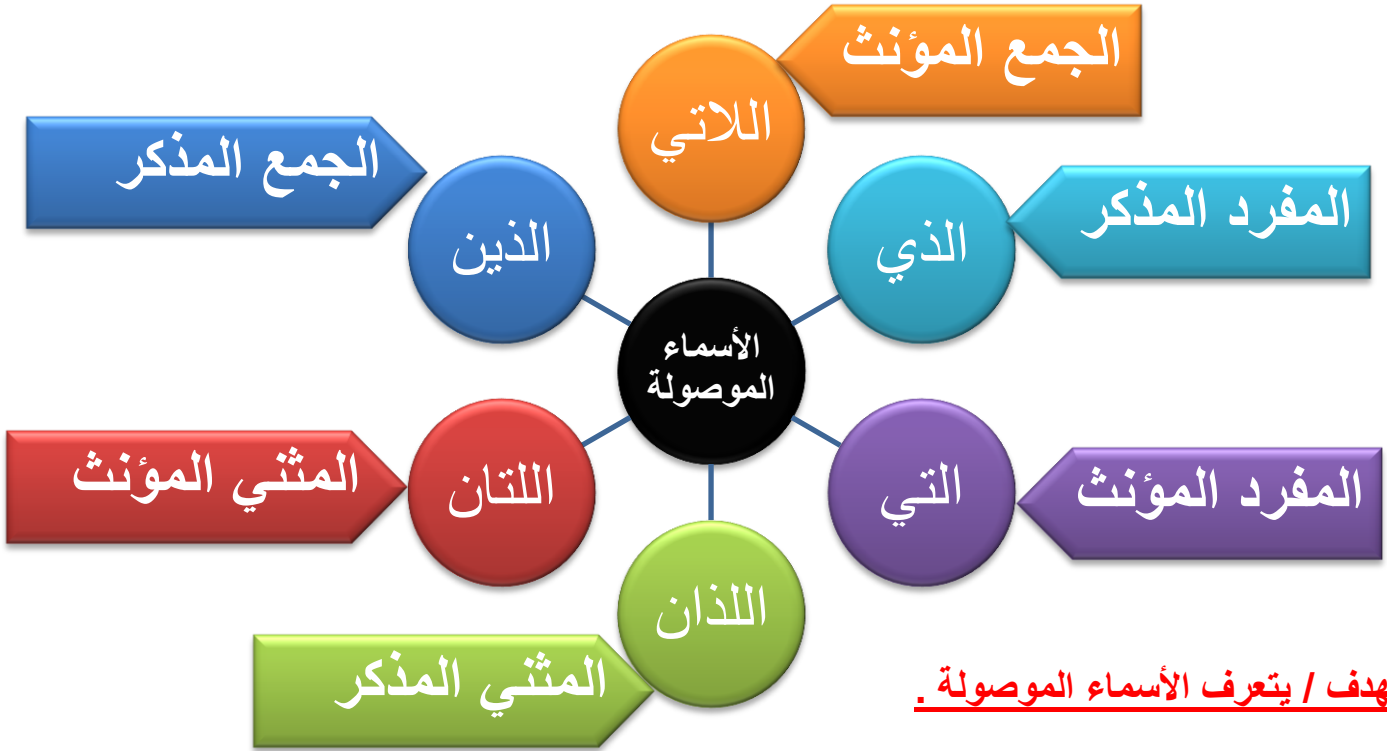 الجمع المؤنث
اللاتي
الجمع المذكر
الذين
المفرد المذكر
الذي
الأسماء
الموصولة
المثني المؤنث
اللتان
المفرد المؤنث
التي
اللذان
المثني المذكر
هدف / يتعرف الأسماء الموصولة .